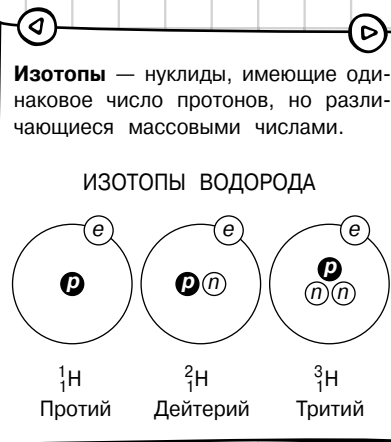 Изотопы — нуклиды, имеющие оди-
наковое число протонов, но разли-
чающиеся массовыми числами.
ИЗОТОПЫ ВОДОРОДА
e e e
p p n p
n n
¹₁H ²₁H ³₁H
Протий Дейтерий Тритий